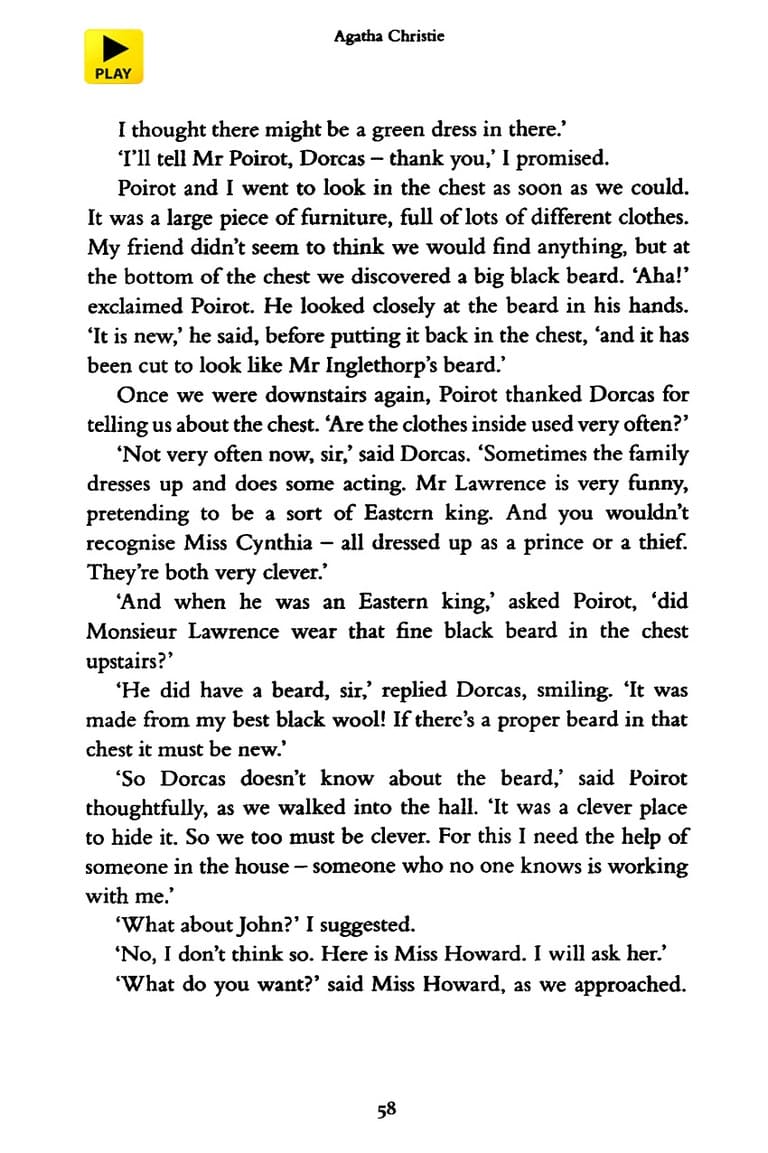 Agatha Christie
PLAY
I thought there might be a green dress in there.’
‘I’ll tell Mr Poirot, Dorcas – thank you,’ I promised.
Poirot and I went to look in the chest as soon as we could.
It was a large piece of furniture, full of lots of different clothes.
My friend didn’t seem to think we would find anything, but at
the bottom of the chest we discovered a big black beard. ‘Aha!’
exclaimed Poirot. He looked closely at the beard in his hands.
‘It is new,’ he said, before putting it back in the chest, ‘and it has
been cut to look like Mr Inglethorp’s beard.’
Once we were downstairs again, Poirot thanked Dorcas for
telling us about the chest. ‘Are the clothes inside used very often?’
‘Not very often now, sir,’ said Dorcas. ‘Sometimes the family
dresses up and does some acting. Mr Lawrence is very funny,
pretending to be a sort of Eastern king. And you wouldn’t
recognise Miss Cynthia – all dressed up as a prince or a thief.
They’re both very clever.’
‘And when he was an Eastern king,’ asked Poirot, ‘did
Monsieur Lawrence wear that fine black beard in the chest
upstairs?’
‘He did have a beard, sir,’ replied Dorcas, smiling. ‘It was
made from my best black wool! If there’s a proper beard in that
chest it must be new.’
‘So Dorcas doesn’t know about the beard,’ said Poirot
thoughtfully, as we walked into the hall. ‘It was a clever place
to hide it. So we too must be clever. For this I need the help of
someone in the house – someone who no one knows is working
with me.’
‘What about John?’ I suggested.
‘No, I don’t think so. Here is Miss Howard. I will ask her.’
‘What do you want?’ said Miss Howard, as we approached.
58